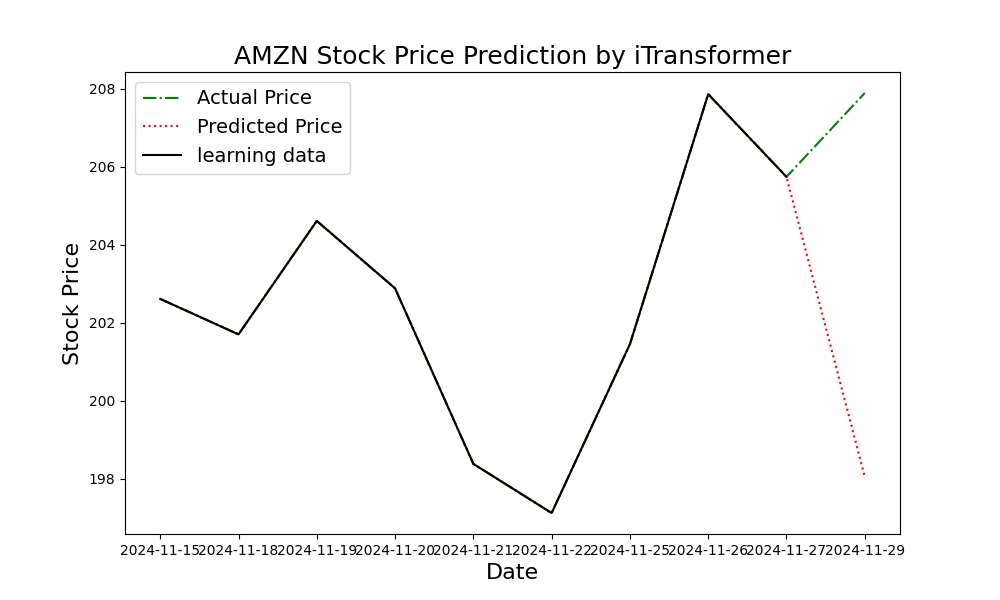 AMZN Stock Price Prediction by iTransformer
Actual Price
Predicted Price
learning data
208
206
204
202
200
198
Stock Price
2024-11-15 2024-11-18 2024-11-19 2024-11-20 2024-11-21 2024-11-22 2024-11-25 2024-11-26 2024-11-27 2024-11-29
Date